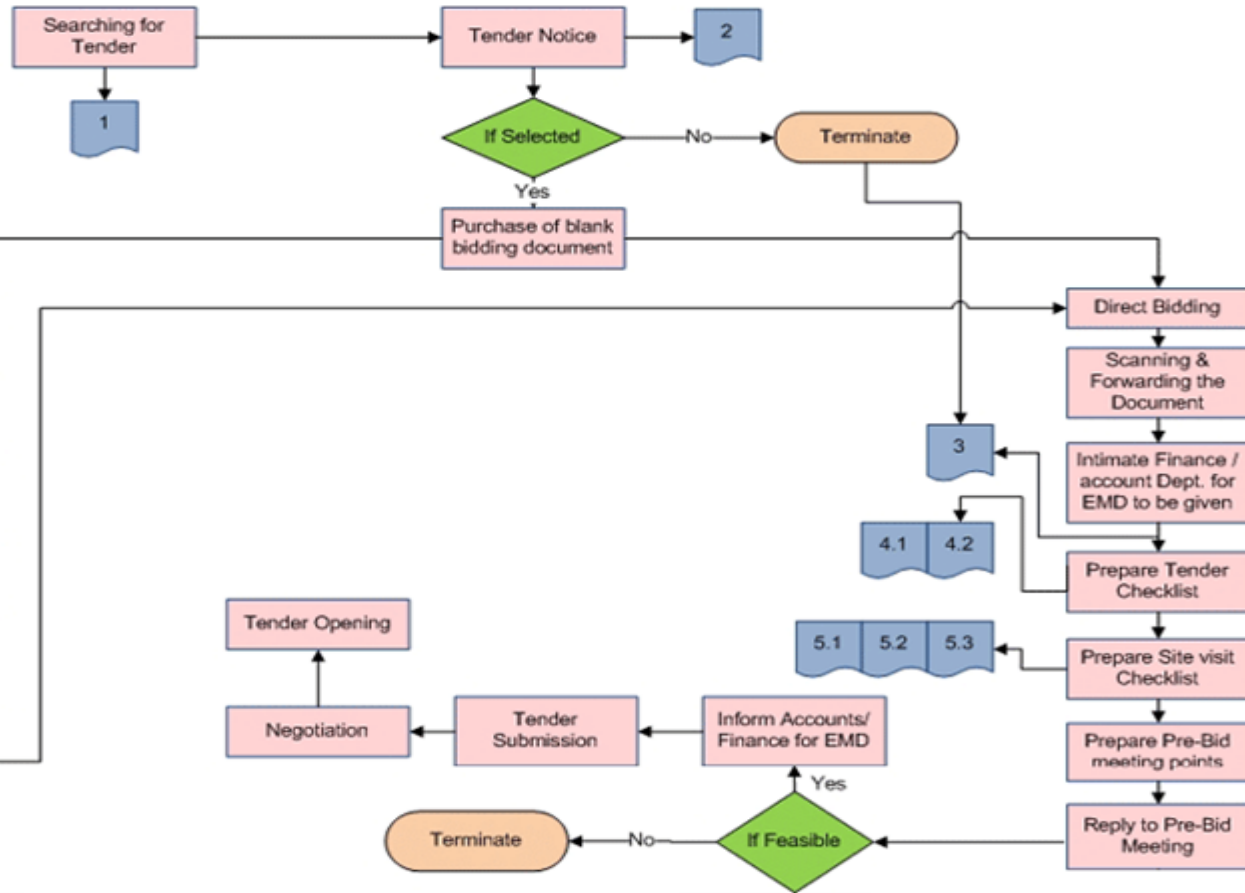 Searching for
Tender
Tender Notice
2
1
If Selected
No
Terminate
Yes
Purchase of blank
bidding document
Direct Bidding
Scanning &
Forwarding the
Document
3
Intimate Finance /
account Dept. for
EMD to be given
4.1
4.2
Prepare Tender
Checklist
Tender Opening
5.1
5.2
5.3
Prepare Site visit
Checklist
Negotiation
Tender
Submission
Inform Accounts/
Finance for EMD
Prepare Pre-Bid
meeting points
Yes
Terminate
No
If Feasible
Reply to Pre-Bid
Meeting